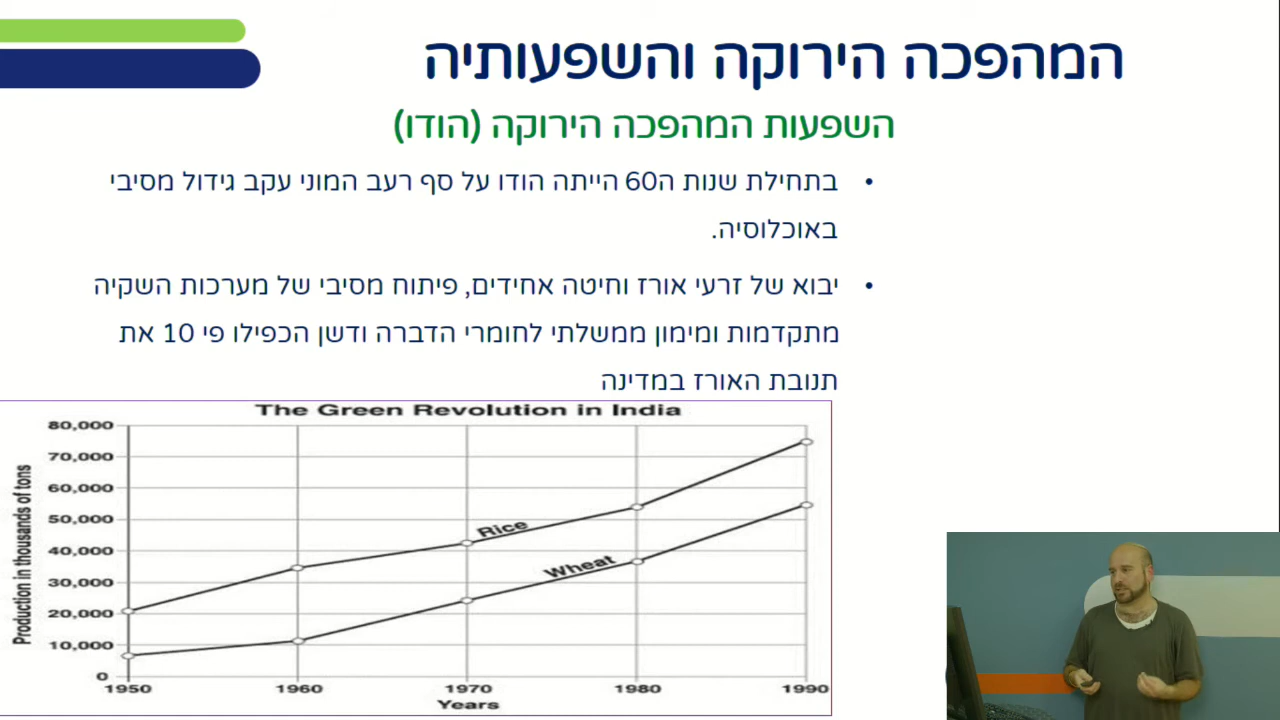 המהפכה הירוקה והשפעותיה
השפעות המהפכה הירוקה (הודו)
• בתחילת שנות ה60 הייתה הודו על סף רעב המוני עקב גידול מסיבי
באוכלוסיה.
• יבוא של זרעי אורז וחיטה אחידים, פיתוח מסיבי של מערכות השקיה
מתקדמות ומימון ממשלתי לחומרי הדברה ודשן הכפילו פי 10 את
תנובת האורז במדינה
The Green Revolution in India
Production in thousands of tons
80,000
70,000
60,000
50,000
40,000
30,000
20,000
10,000
0
Rice
Wheat
1950 1960 1970 1980 1990
Years